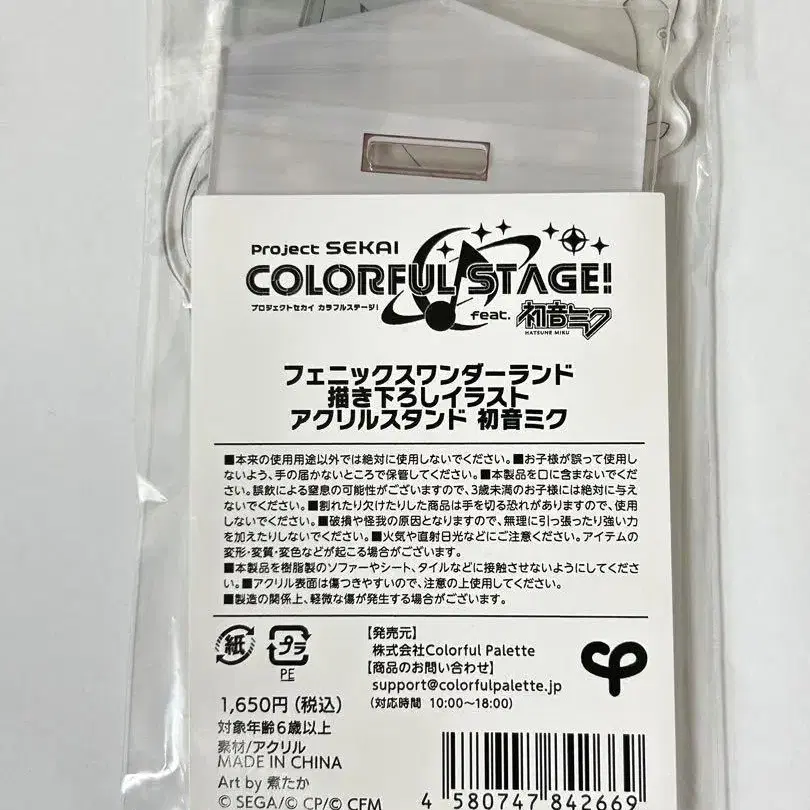 Project SEKAI
COLORFUL STAGE!
プロジェクトセカイ カラフルステージ!
feat. 初音ミク
HATSUNE MIKU
フェニックスワンダーランド
描き下ろしイラスト
アクリルスタンド 初音ミク
■本来の使用用途以外では絶対に使用しないでください。■お子様が誤って使用し
ないよう、手の届かないところで保管してください。■本製品を口に含まないでくだ
さい。誤飲による窒息の可能性がございますので、3歳未満のお子様には絶対に与え
ないでください。■割れたり欠けたりした商品は手を切る恐れがありますので、使用
しないでください。■破損や怪我の原因となりますので、無理に引っ張ったり強い力
を加えたりしないでください。■火気や直射日光などにご注意ください。アイテムの
変形・変質・変色などが起こる場合がございます。
■本製品を樹脂製のソファーやシート、タイルなどに接触させないようにしてくださ
い。■アクリル表面は傷つきやすいので、注意の上使用してください。
■製造の関係上、軽微な傷が発生する場合がございます。
紙 プラ
PE
【発売元】
株式会社Colorful Palette
【商品のお問い合わせ】
support@colorfulpalette.jp
(対応時間 10:00~18:00)
cp
1,650円(税込)
対象年齢6歳以上
素材/アクリル
MADE IN CHINA
Art by 煮たか
© SEGA/© CP/© CFM
4 580747 842669